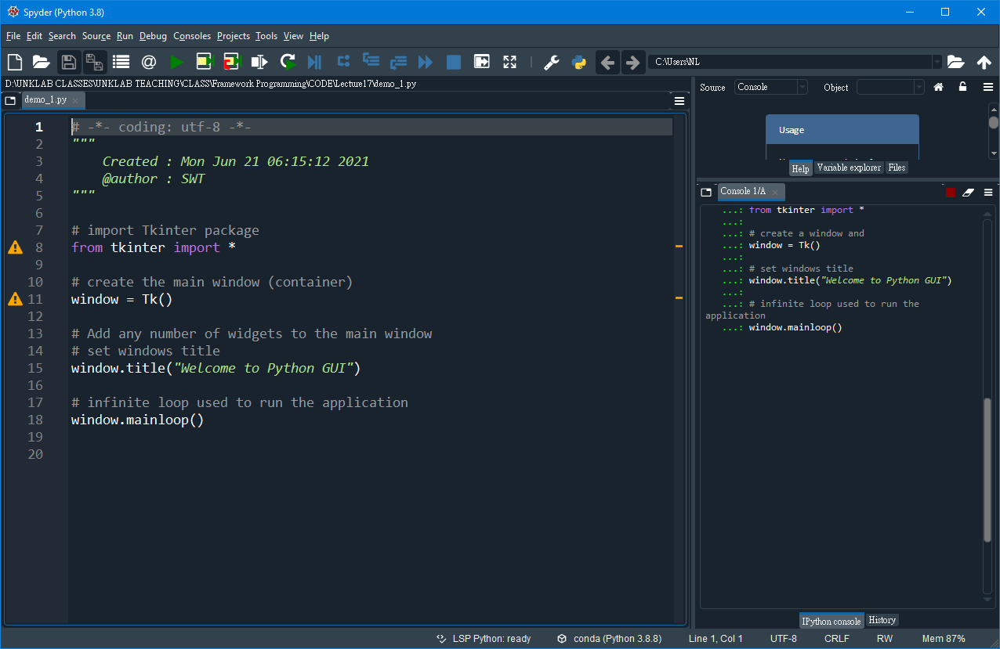 Spyder (Python 3.8)
File Edit Search Source Run Debug Consoles Projects Tools View Help
C:\Users\NL
D:\UNKLAB CLASSES\UNKLAB TEACHING\CLASS\Framework Programming\CODE\Lecture17\demo_1.py
demo_1.py
1 # -*- coding: utf-8 -*-
2 """
3 Created : Mon Jun 21 06:15:12 2021
4 @author : SWT
5 """
6
7 # import Tkinter package
8 from tkinter import *
9
10 # create the main window (container)
11 window = Tk()
12
13 # Add any number of widgets to the main window
14 # set windows title
15 window.title("Welcome to Python GUI")
16
17 # infinite loop used to run the application
18 window.mainloop()
19
20
Source Console Object
Usage
Help Variable explorer Files
Console 1/A
...: from tkinter import *
...:
...: # create a window and
...: window = Tk()
...:
...: # set windows title
...: window.title("Welcome to Python GUI")
...:
...: # infinite loop used to run the
application
...: window.mainloop()
IPython console History
LSP Python: ready conda (Python 3.8.8) Line 1, Col 1 UTF-8 CRLF RW Mem 87%